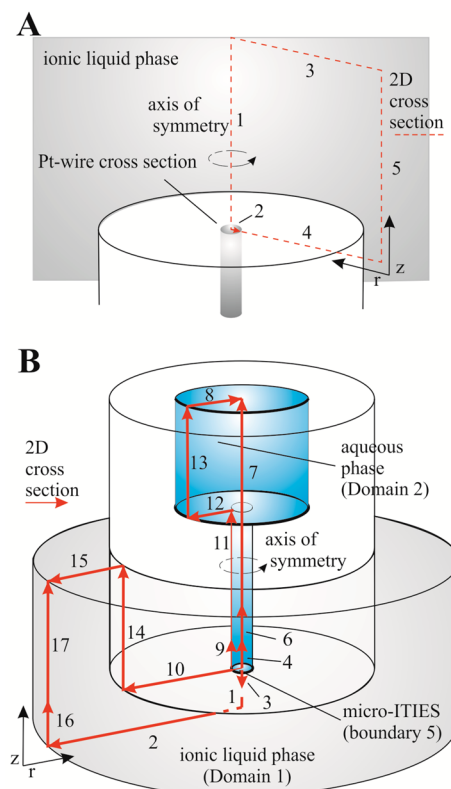 A
ionic liquid phase
3
2D
cross
section
axis of
symmetry
1
Pt-wire cross section
5
2
4
z
r
B
8
2D
cross
section
aqueous
phase
(Domain 2)
7
13
12
11
axis of
symmetry
15
14
17
9
6
4
10
1
3
16
2
micro-ITIES
(boundary 5)
z
r
ionic liquid phase
(Domain 1)